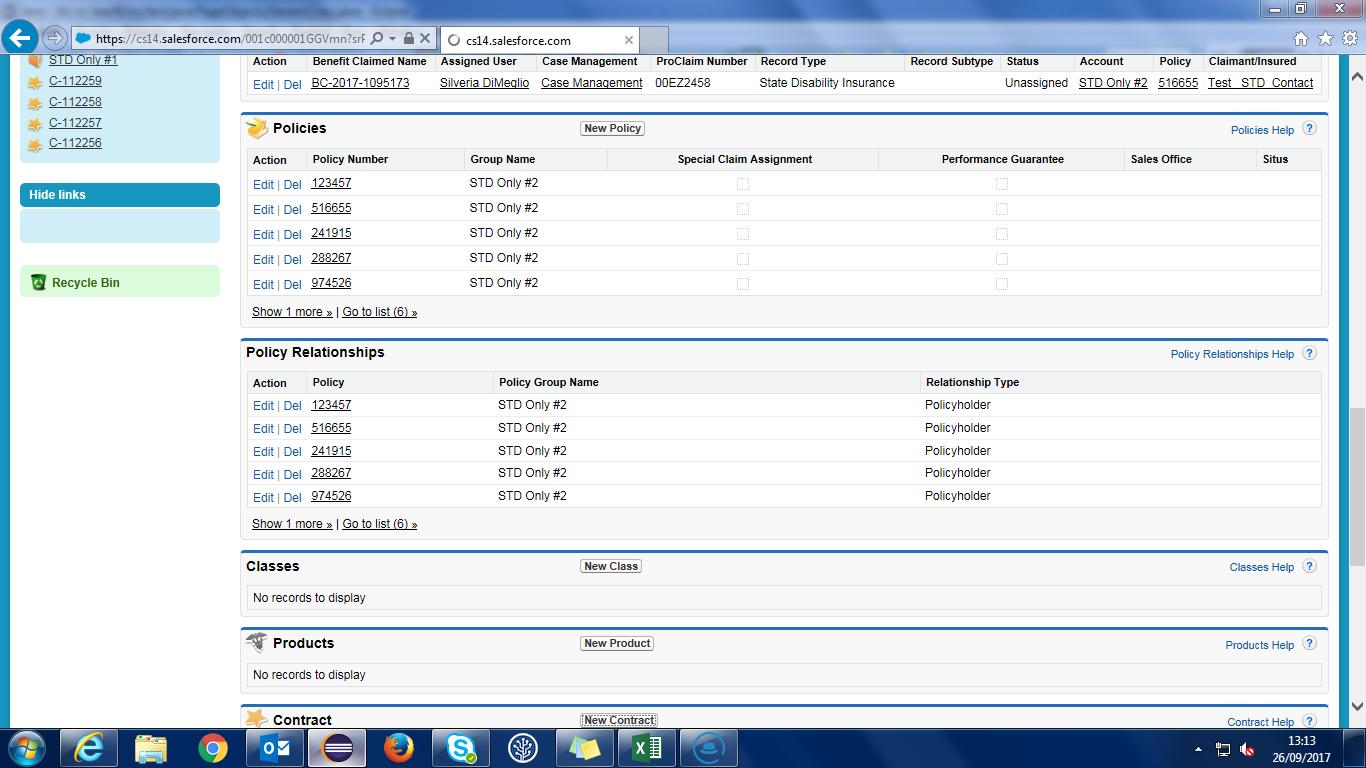 https://cs14.salesforce.com/001c000001GGVmn?srF
cs14.salesforce.com
STD Only #1
C-112259
C-112258
C-112257
C-112256
Hide links
Recycle Bin
Action Benefit Claimed Name Assigned User Case Management ProClaim Number Record Type Record Subtype Status Account Policy Claimant/Insured
Edit | Del BC-2017-1095173 Silveria DiMeglio Case Management 00EZ2458 State Disability Insurance Unassigned STD Only #2 516655 Test_ STD_Contact
Policies New Policy Policies Help ?
Action Policy Number Group Name Special Claim Assignment Performance Guarantee Sales Office Situs
Edit | Del 123457 STD Only #2
Edit | Del 516655 STD Only #2
Edit | Del 241915 STD Only #2
Edit | Del 288267 STD Only #2
Edit | Del 974526 STD Only #2
Show 1 more » | Go to list (6) »
Policy Relationships Policy Relationships Help ?
Action Policy Policy Group Name Relationship Type
Edit | Del 123457 STD Only #2 Policyholder
Edit | Del 516655 STD Only #2 Policyholder
Edit | Del 241915 STD Only #2 Policyholder
Edit | Del 288267 STD Only #2 Policyholder
Edit | Del 974526 STD Only #2 Policyholder
Show 1 more » | Go to list (6) »
Classes New Class Classes Help ?
No records to display
Products New Product Products Help ?
No records to display
Contract New Contract Contract Help ?
13:13
26/09/2017